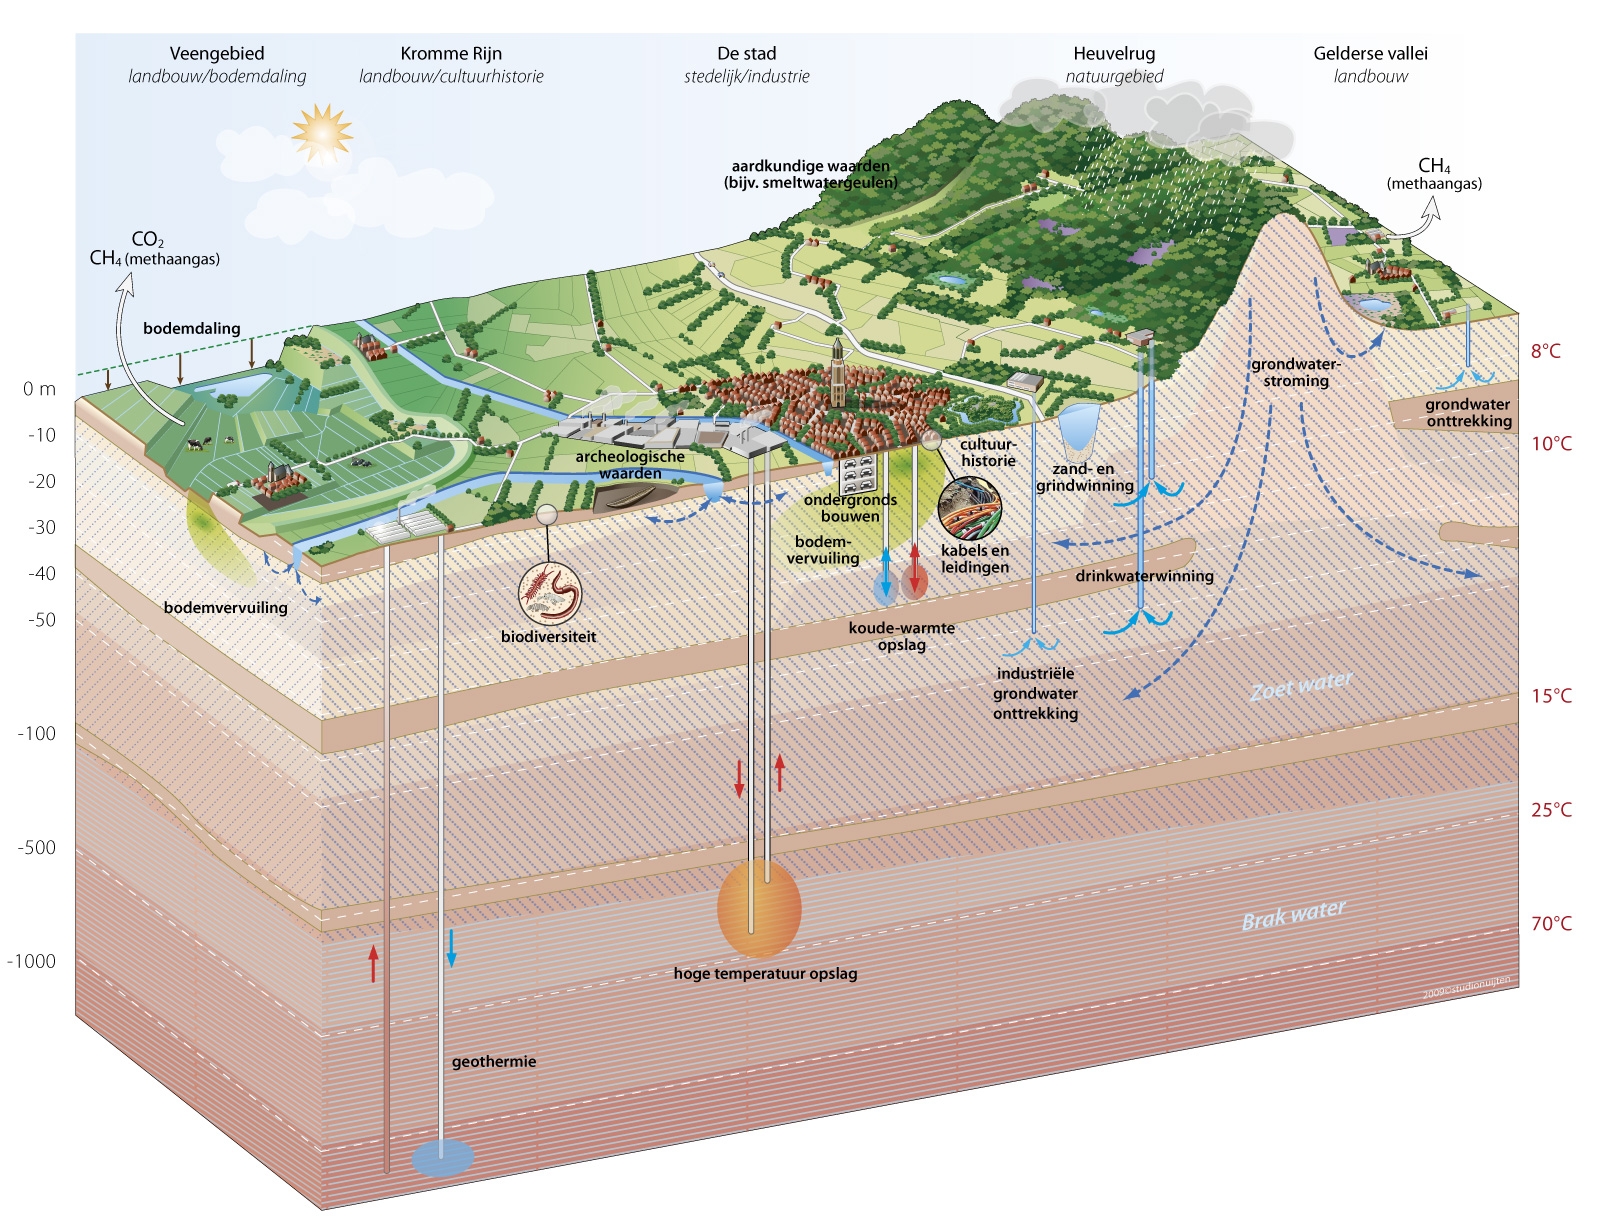 Veengebied
landbouw/bodemdaling
Kromme Rijn
landbouw/cultuurhistorie
De stad
stedelijk/industrie
Heuvelrug
natuurgebied
Gelderse vallei
landbouw
aardkundige waarden
(bijv. smeltwatergeulen)
CH₄
(methaangas)
CO₂
CH₄ (methaangas)
bodemdaling
0 m
-10
-20
-30
-40
-50
-100
-500
-1000
8°C
10°C
15°C
25°C
70°C
grondwater-
stroming
grondwater
onttrekking
archeologische
waarden
cultuur-
historie
zand- en
grindwinning
ondergronds
bouwen
bodem-
vervuiling
kabels en
leidingen
drinkwaterwinning
bodemvervuiling
biodiversiteit
koude-warmte
opslag
industriële
grondwater
onttrekking
Zoet water
Brak water
hoge temperatuur opslag
geothermie
2009©studionuijten